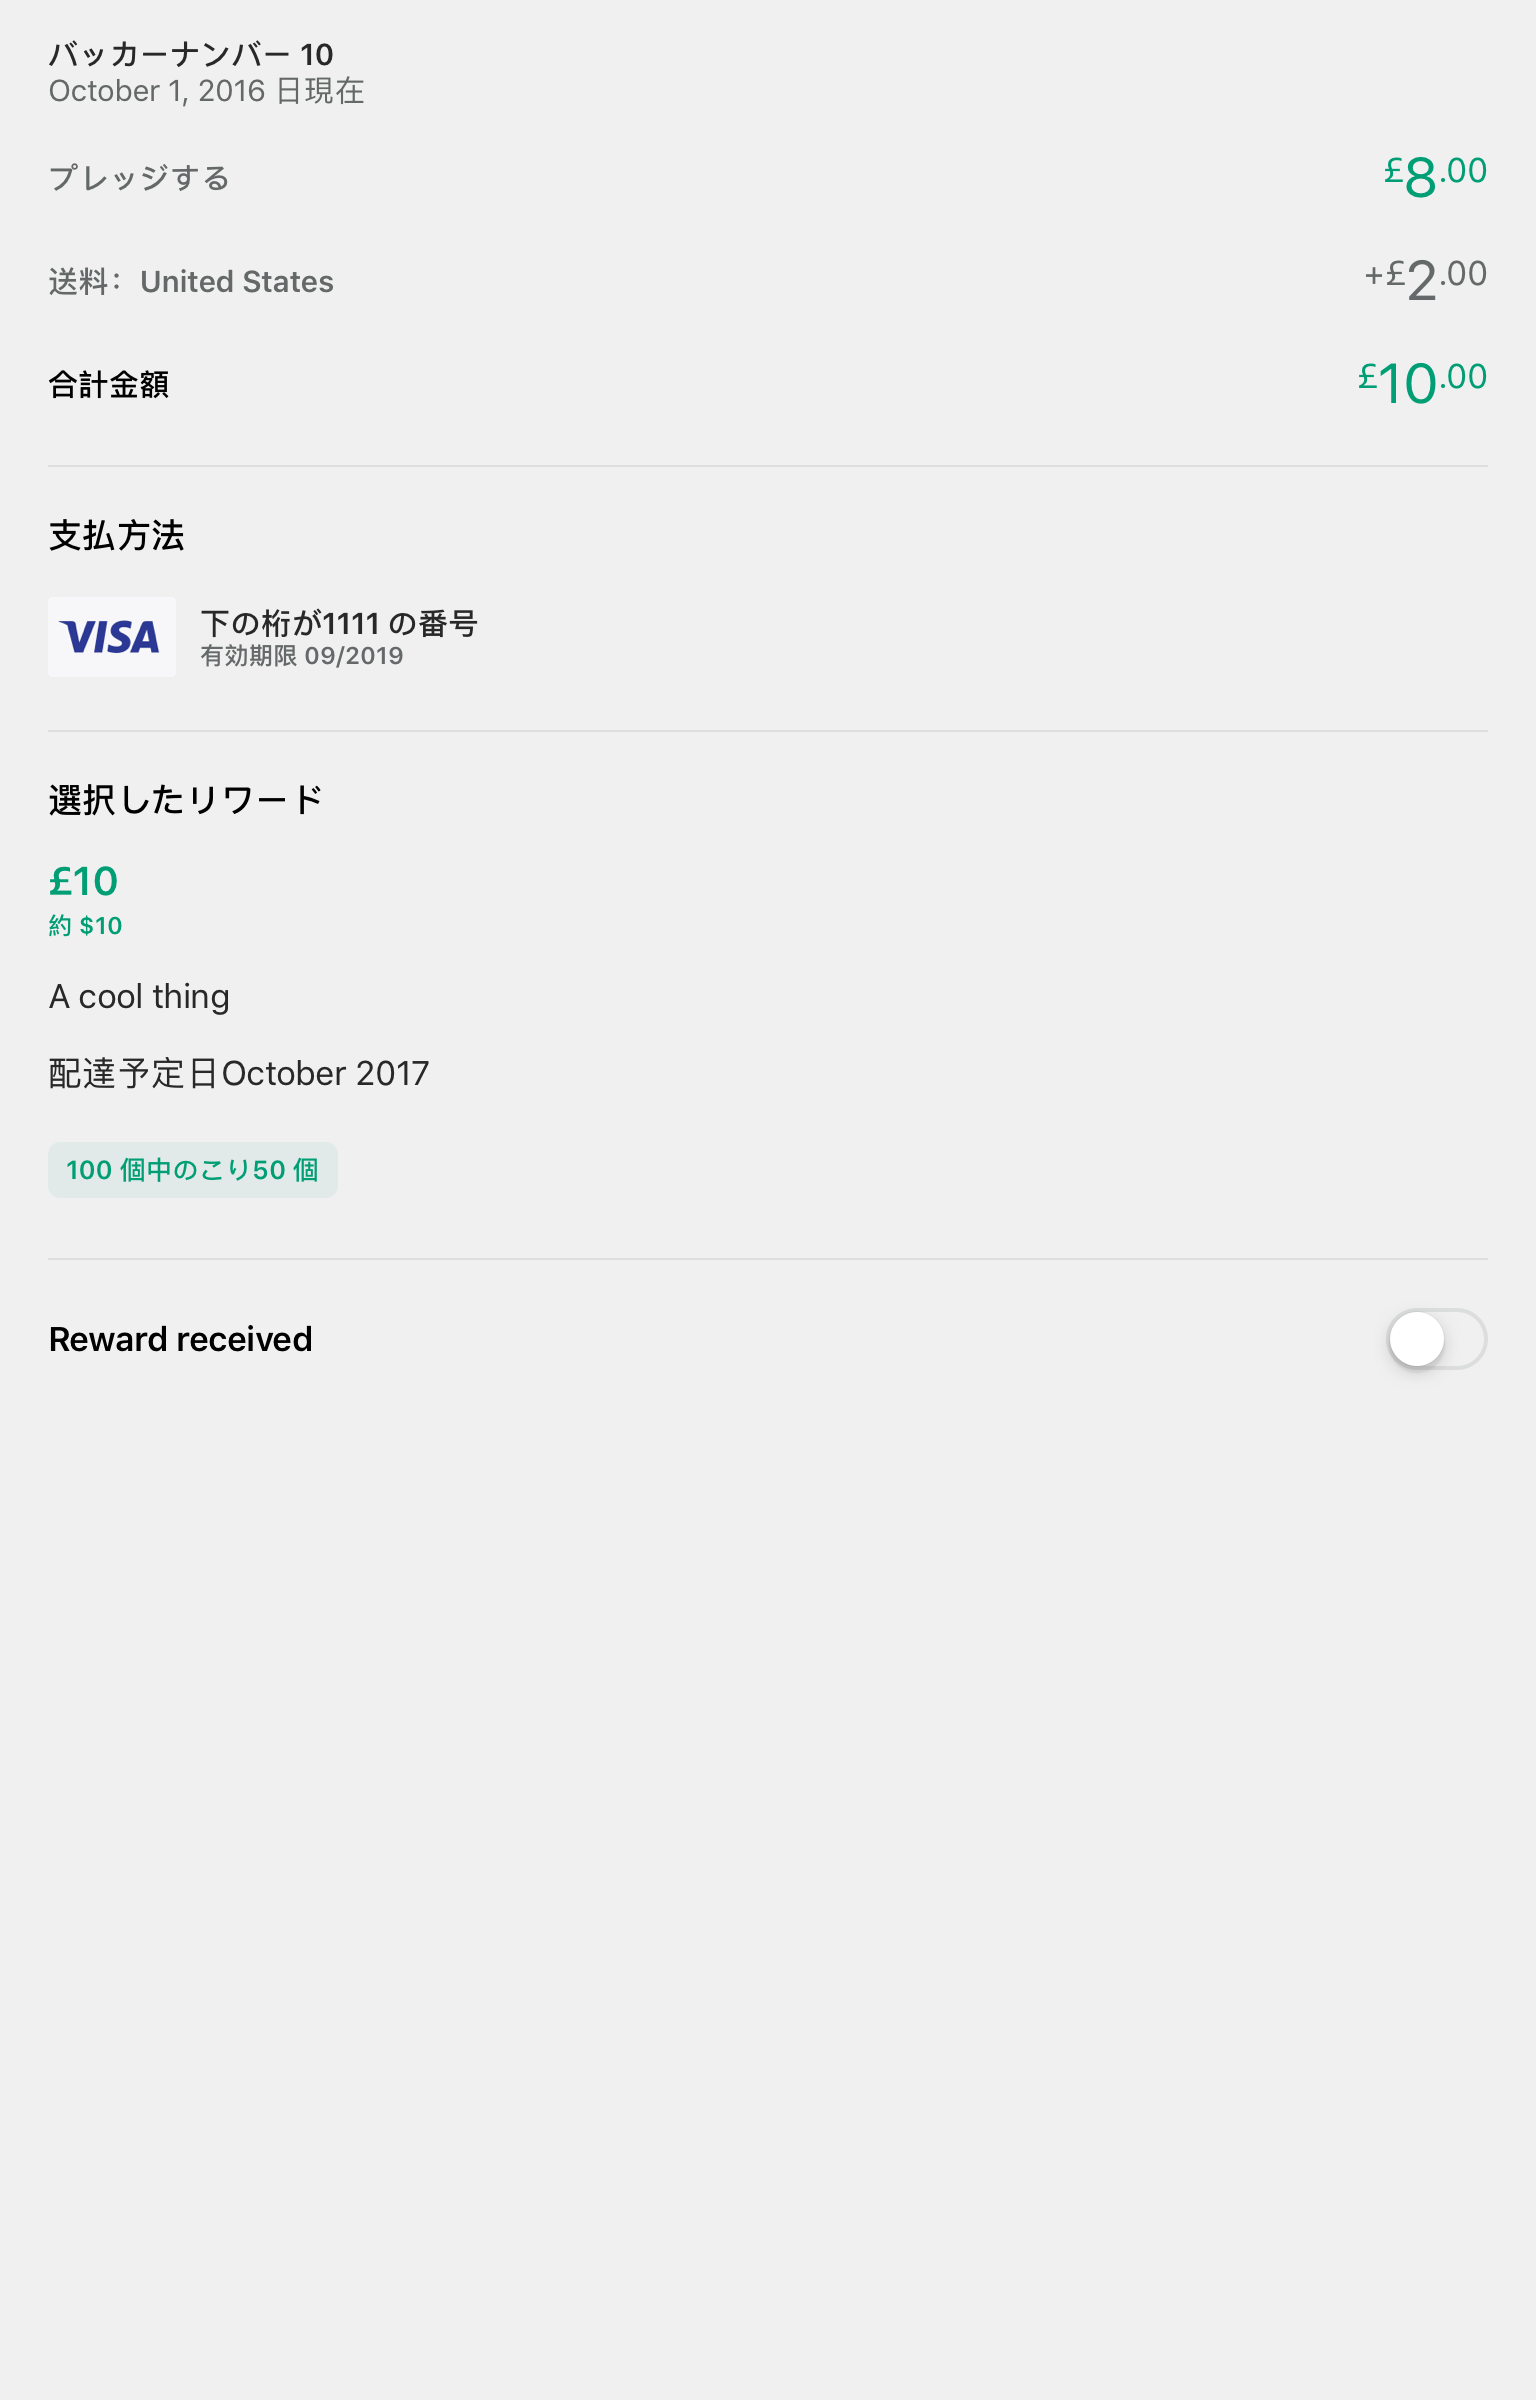 バッカーナンバー 10
October 1, 2016 日現在
プレッジする £8.00
送料： United States +£2.00
合計金額 £10.00
支払方法
VISA 下の桁が1111 の番号
有効期限 09/2019
選択したリワード
£10
約 $10
A cool thing
配達予定日October 2017
100 個中のこり50 個
Reward received